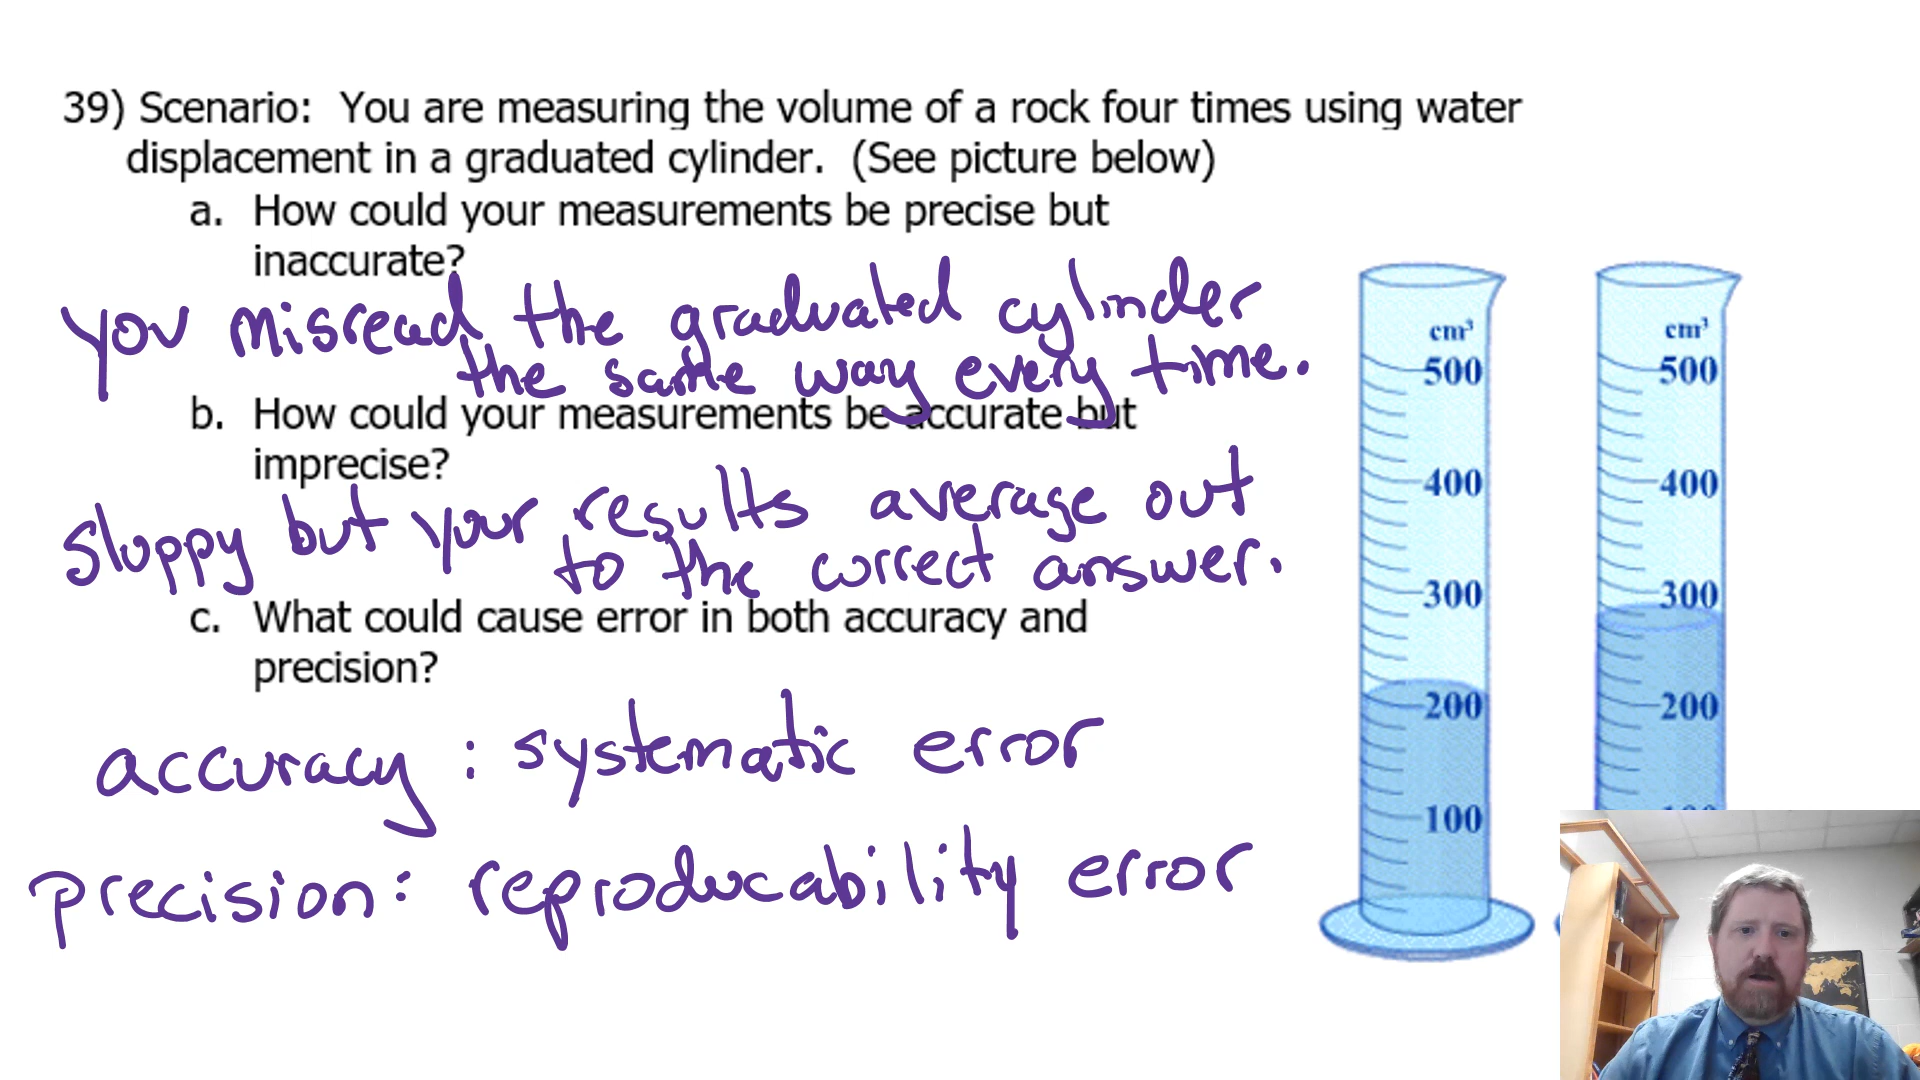 39) Scenario: You are measuring the volume of a rock four times using water
displacement in a graduated cylinder. (See picture below)
a. How could your measurements be precise but
inaccurate?
you misread the graduated cylinder
the same way every time.
b. How could your measurements be accurate but
imprecise?
sloppy but your results average out
to the correct answer.
c. What could cause error in both accuracy and
precision?
accuracy : systematic error
precision: reproducability error
cm³
500
400
300
200
100
cm³
500
400
300
200